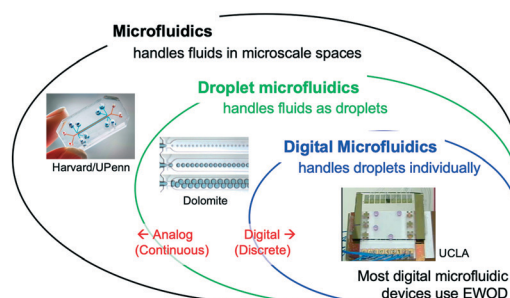 Microfluidics
handles fluids in microscale spaces
Droplet microfluidics
handles fluids as droplets
Digital Microfluidics
handles droplets individually
Harvard/UPenn
Dolomite
← Analog
(Continuous)
Digital →
(Discrete)
UCLA
Most digital microfluidic
devices use EWOD